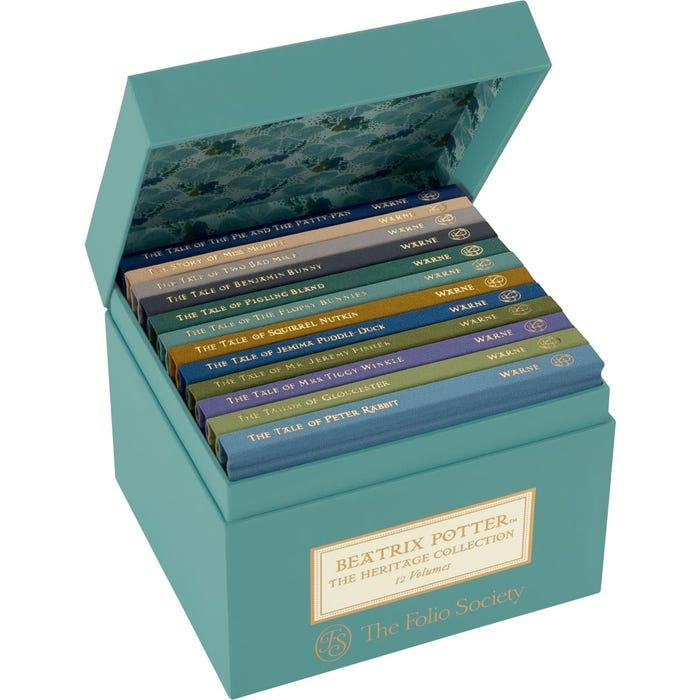 THE TALE OF THE PIE AND THE PATTY-PAN WARNE
THE STORY OF MISS MOPPET WARNE
THE TALE OF TWO BAD MICE WARNE
THE TALE OF BENJAMIN BUNNY WARNE
THE TALE OF PIGLING BLAND WARNE
THE TALE OF THE FLOPSY BUNNIES WARNE
THE TALE OF SQUIRREL NUTKIN WARNE
THE TALE OF JEMIMA PUDDLE-DUCK WARNE
THE TALE OF MR. JEREMY FISHER WARNE
THE TALE OF MRS TIGGY WINKLE WARNE
THE TAILOR OF GLOUCESTER WARNE
THE TALE OF PETER RABBIT WARNE
BEATRIX POTTER™
THE HERITAGE COLLECTION
12 Volumes
FS The Folio Society